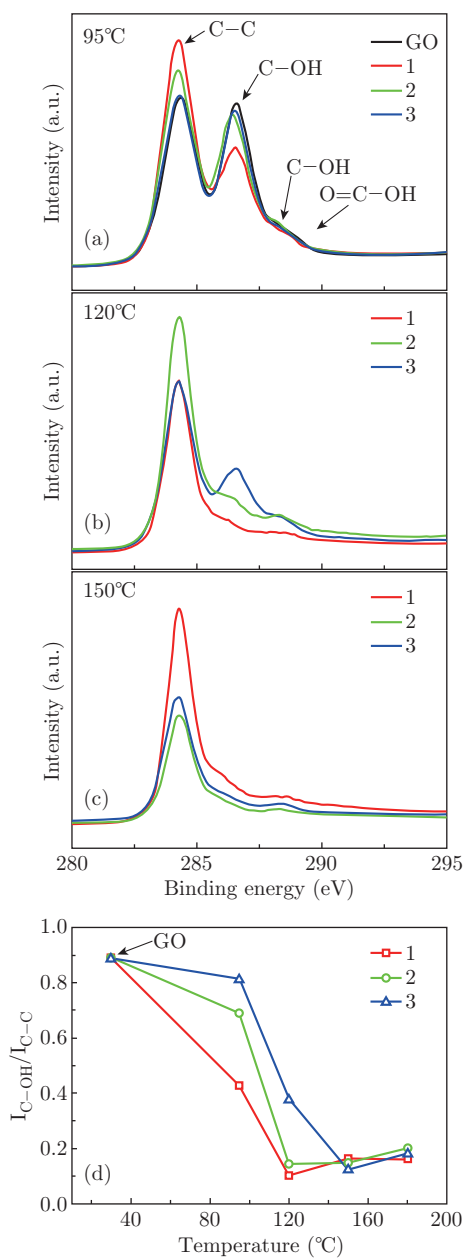 95℃
C−C
GO
1
2
3
C−OH
C−OH
O=C−OH
Intensity (a.u.)
(a)
120℃
1
2
3
Intensity (a.u.)
(b)
150℃
1
2
3
Intensity (a.u.)
(c)
280 285 290 295
Binding energy (eV)
1.0
0.8
0.6
0.4
0.2
0.0
GO
1
2
3
I_{C−OH}/I_{C−C}
(d)
40 80 120 160 200
Temperature (℃)